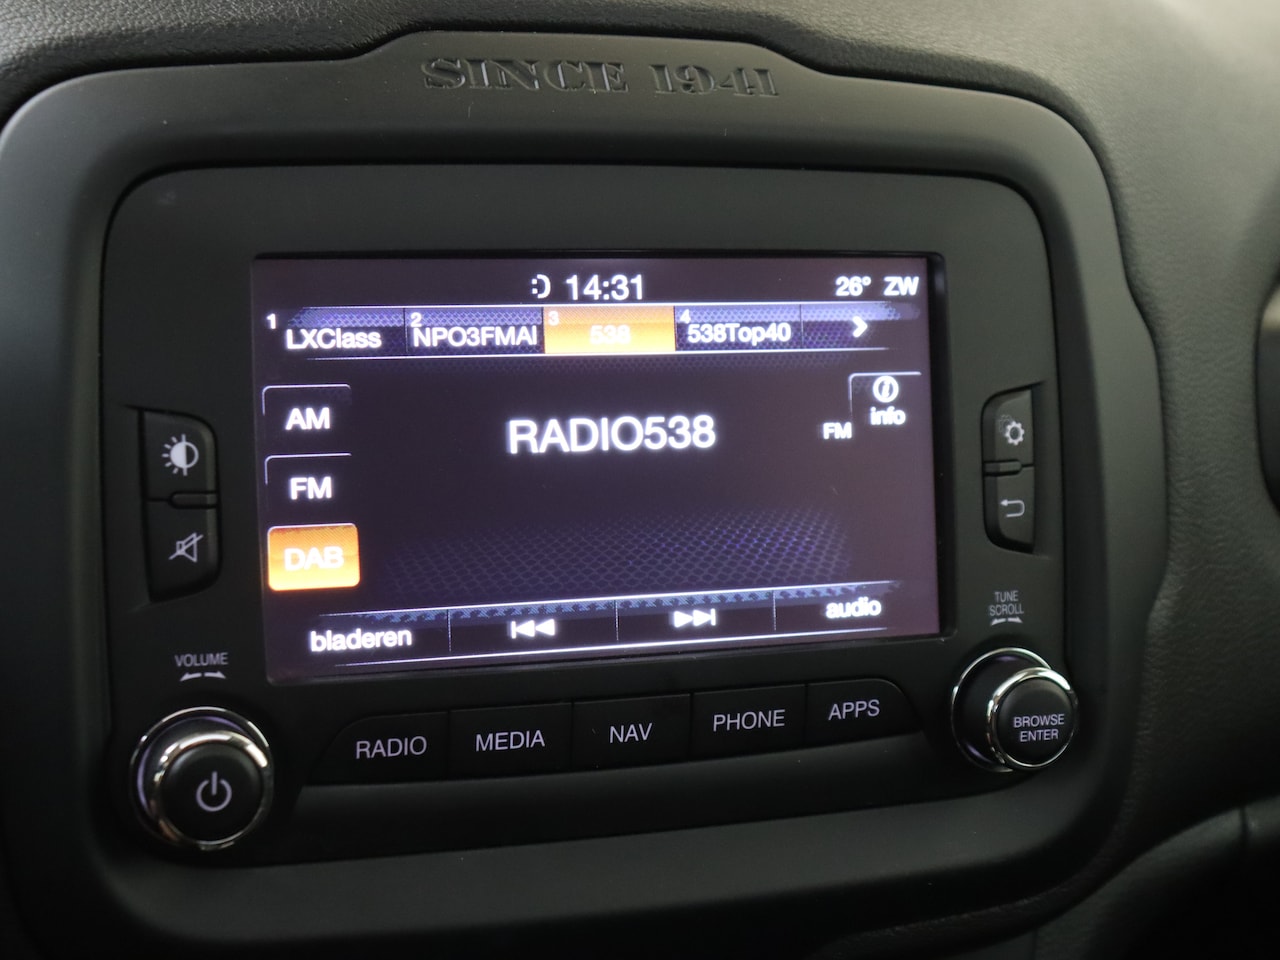 SINCE 1941
14:31
26° ZW
1 LXClass 2 NPO3FMAl 3 538 4 538Top40
AM
RADIO538
info
FM
FM
DAB
bladeren
audio
TUNE
SCROLL
VOLUME
RADIO MEDIA NAV PHONE APPS
BROWSE
ENTER